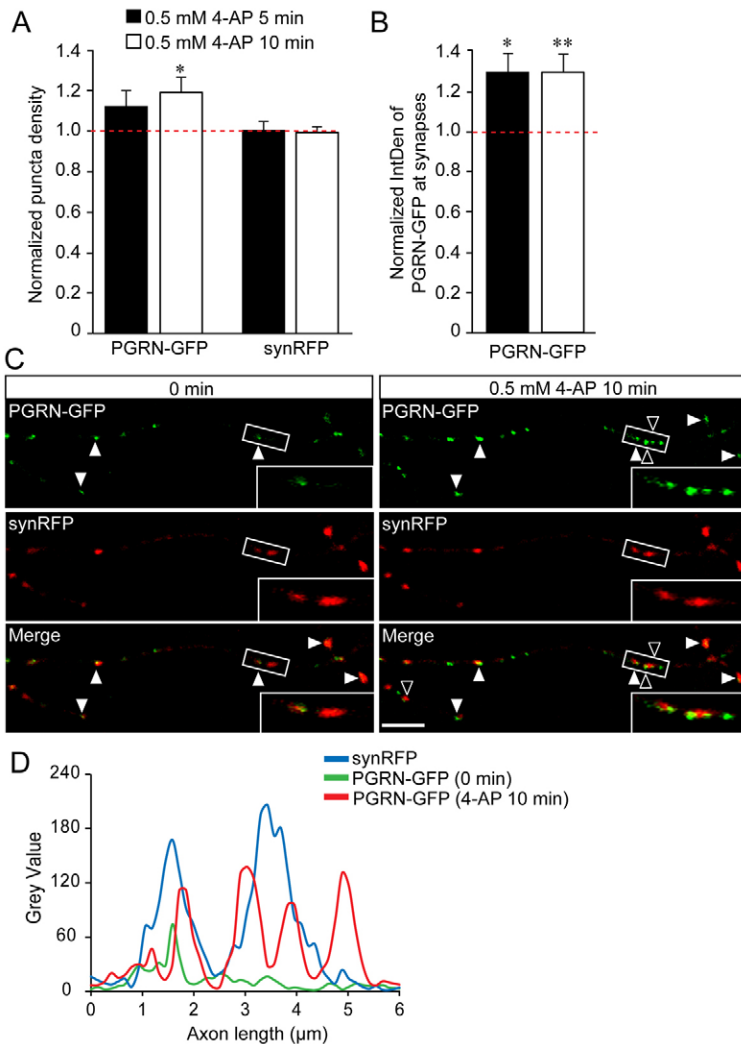 A
0.5 mM 4-AP 5 min
0.5 mM 4-AP 10 min
Normalized puncta density
1.4
1.2
1.0
0.8
0.6
0.4
1.2
0
*
PGRN-GFP
synRFP
B
Normalized IntDen of
PGRN-GFP at synapses
1.4
1.2
1.0
0.8
0.6
0.4
1.2
0
*
**
PGRN-GFP
C
0 min
0.5 mM 4-AP 10 min
PGRN-GFP
PGRN-GFP
synRFP
synRFP
Merge
Merge
D
synRFP
PGRN-GFP (0 min)
PGRN-GFP (4-AP 10 min)
Grey Value
240
180
120
60
0
0 1 2 3 4 5 6
Axon length (µm)